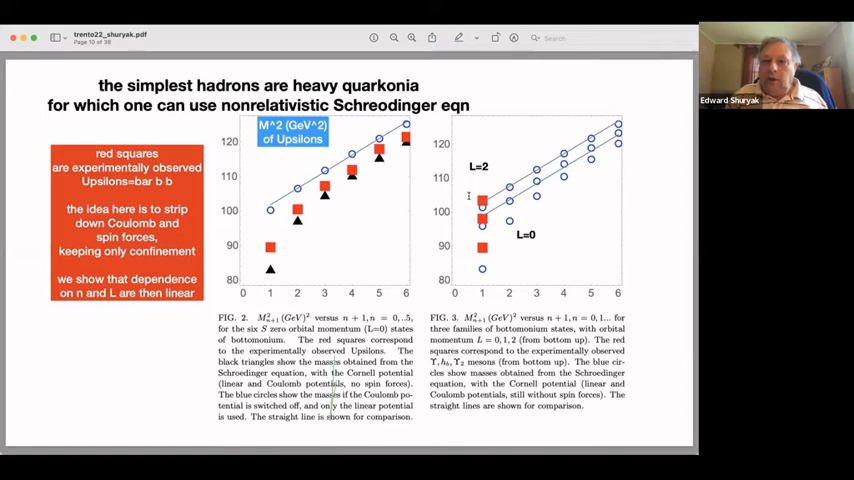 trento22_shuryak.pdf
Page 10 of 38
Search
the simplest hadrons are heavy quarkonia
for which one can use nonrelativistic Schreodinger eqn
red squares
are experimentally observed
Upsilons=bar b b
the idea here is to strip
down Coulomb and
spin forces,
keeping only confinement
we show that dependence
on n and L are then linear
M^2 (GeV^2)
of Upsilons
120
110
100
90
80
0 1 2 3 4 5 6
FIG. 2. M²ₙ₊₁(GeV)² versus n + 1, n = 0, ..5,
for the six S zero orbital momentum (L=0) states
of bottomonium. The red squares correspond
to the experimentally observed Upsilons. The
black triangles show the masses obtained from the
Schroedinger equation, with the Cornell potential
(linear and Coulomb potentials, no spin forces).
The blue circles show the masses if the Coulomb po-
tential is switched off, and only the linear potential
is used. The straight line is shown for comparison.
L=2
L=0
120
110
100
90
80
0 1 2 3 4 5 6
FIG. 3. M²ₙ₊₁(GeV)² versus n + 1, n = 0, 1... for
three families of bottomonium states, with orbital
momentum L = 0, 1, 2 (from bottom up). The red
squares correspond to the experimentally observed
Υ, h_b, Υ₂ mesons (from bottom up). The blue cir-
cles show masses obtained from the Schroedinger
equation, with the Cornell potential (linear and
Coulomb potentials, still without spin forces). The
straight lines are shown for comparison.
Edward Shuryak